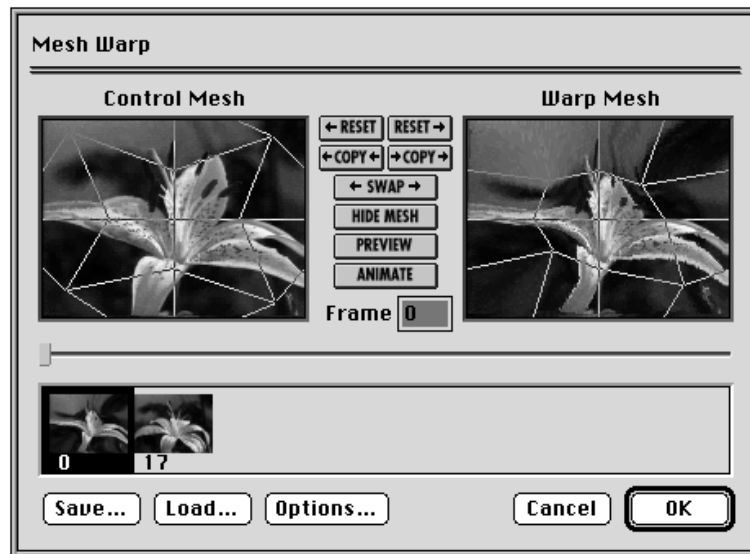 Mesh Warp
Control Mesh
Warp Mesh
← RESET
RESET →
← COPY ←
→ COPY →
← SWAP →
HIDE MESH
PREVIEW
ANIMATE
Frame 0
0
17
Save...
Load...
Options...
Cancel
OK